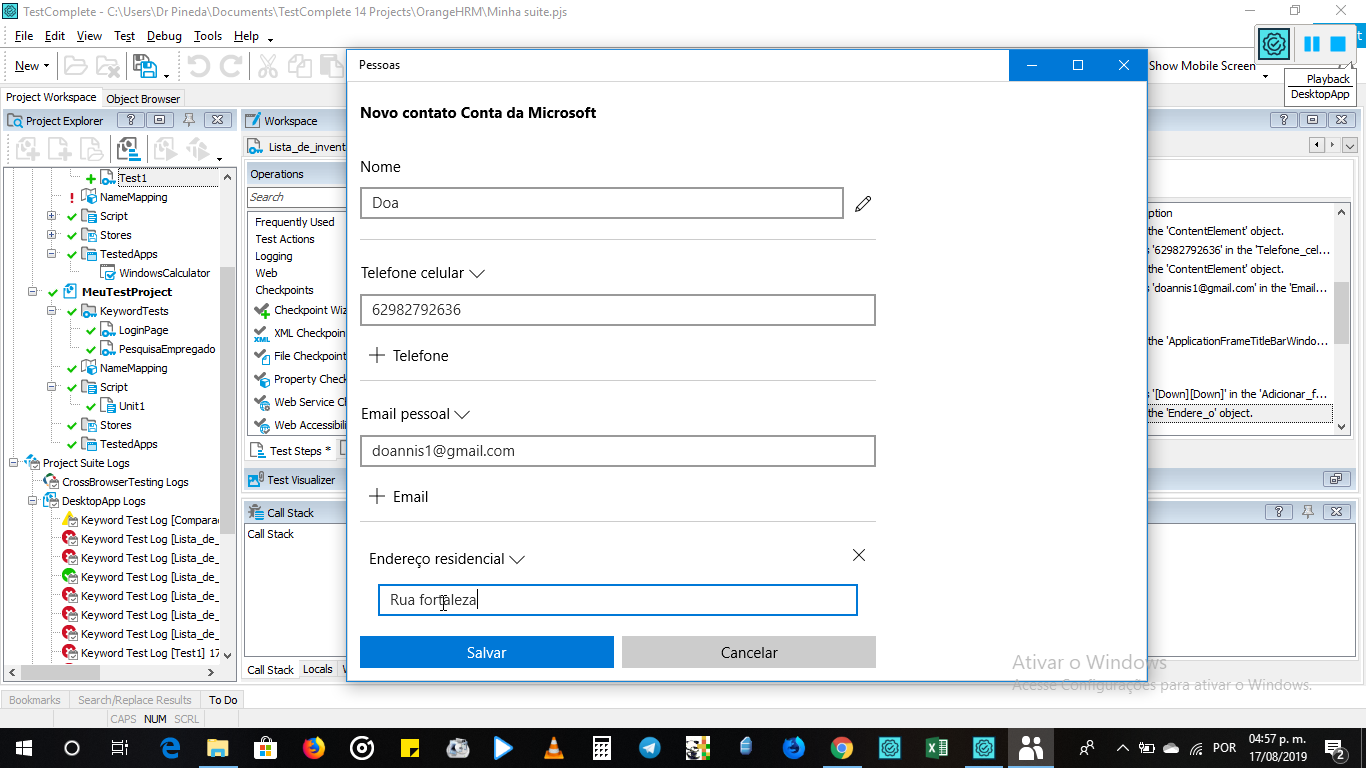 TestComplete - C:\Users\Dr Pineda\Documents\TestComplete 14 Projects\OrangeHRM\Minha suite.pjs
File Edit View Test Debug Tools Help
New
Show Mobile Screen
Playback
DesktopApp
Project Workspace Object Browser
Project Explorer
Test1
NameMapping
Script
Stores
TestedApps
WindowsCalculator
MeuTestProject
KeywordTests
LoginPage
PesquisaEmpregado
NameMapping
Script
Unit1
Stores
TestedApps
Project Suite Logs
CrossBrowserTesting Logs
DesktopApp Logs
Keyword Test Log [Compara
Keyword Test Log [Lista_de_
Keyword Test Log [Lista_de_
Keyword Test Log [Lista_de_
Keyword Test Log [Lista_de_
Keyword Test Log [Lista_de_
Keyword Test Log [Lista_de_
Keyword Test Log [Test1] 17
Workspace
Lista_de_invent
Operations
Search
Frequently Used
Test Actions
Logging
Web
Checkpoints
Checkpoint Wiz
XML Checkpoin
File Checkpoint
Property Check
Web Service C
Web Accessibili
Test Steps *
Test Visualizer
Call Stack
Call Stack
Call Stack Locals
Pessoas
Novo contato Conta da Microsoft
Nome
Doa
Telefone celular
62982792636
+ Telefone
Email pessoal
doannis1@gmail.com
+ Email
Endereço residencial
Rua fortaleza
Salvar Cancelar
ption
the 'ContentElement' object.
'62982792636' in the 'Telefone_cel...
the 'ContentElement' object.
'doannis1@gmail.com' in the 'Email...
the 'ApplicationFrameTitleBarWindo...
'[Down][Down]' in the 'Adicionar_f...
the 'Endere_o' object.
Ativar o Windows
Acesse Configurações para ativar o Windows.
Bookmarks Search/Replace Results To Do
CAPS NUM SCRL
POR
04:57 p. m.
17/08/2019
2